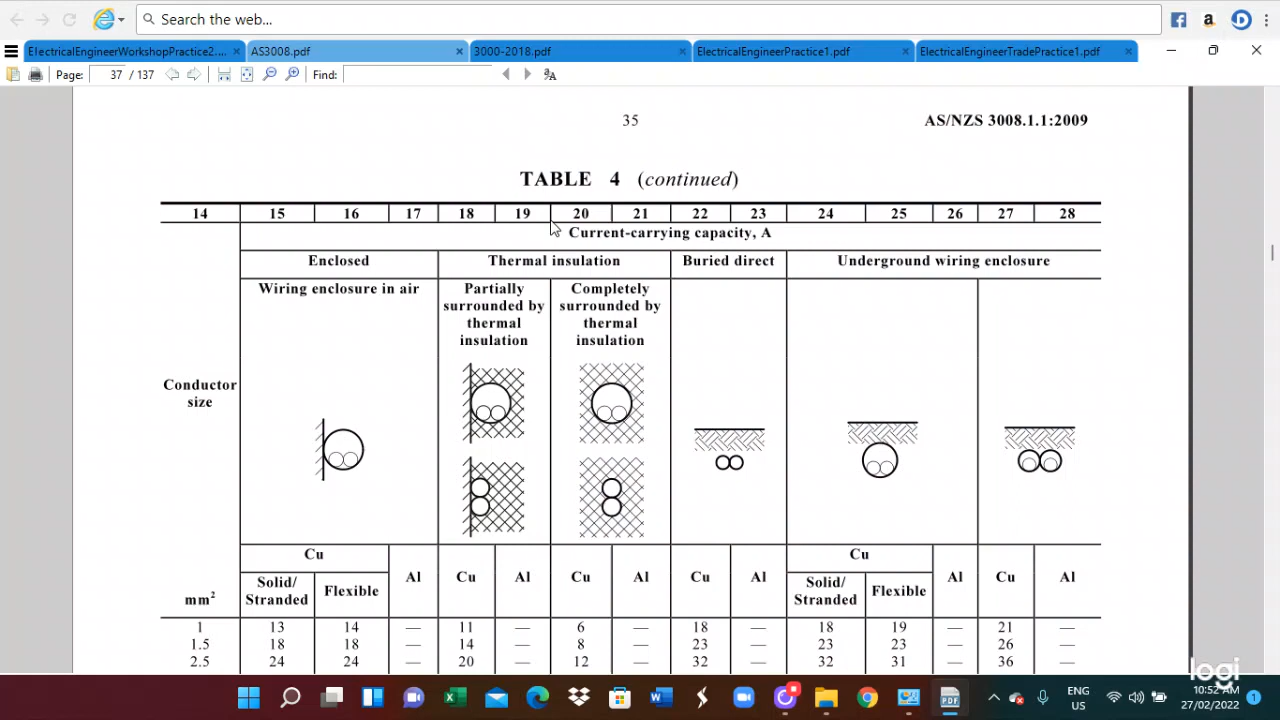 Search the web...
ElectricalEngineerWorkshopPractice2....
AS3008.pdf
3000-2018.pdf
ElectricalEngineerPractice1.pdf
ElectricalEngineerTradePractice1.pdf
Page: 37 / 137
Find:
35
AS/NZS 3008.1.1:2009
TABLE 4 (continued)
14 15 16 17 18 19 20 21 22 23 24 25 26 27 28
Current-carrying capacity, A
Enclosed Thermal insulation Buried direct Underground wiring enclosure
Wiring enclosure in air
Partially
surrounded by
thermal
insulation
Completely
surrounded by
thermal
insulation
Conductor
size
Cu Cu
Solid/
Stranded
Flexible
Al Cu Al Cu Al Cu Al
Solid/
Stranded
Flexible
Al Cu Al
mm²
1 13 14 — 11 — 6 — 18 — 18 19 — 21 —
1.5 18 18 — 14 — 8 — 23 — 23 23 — 26 —
2.5 24 24 — 20 — 12 — 32 — 32 31 — 36 —
logi
ENG
US
10:52 AM
27/02/2022